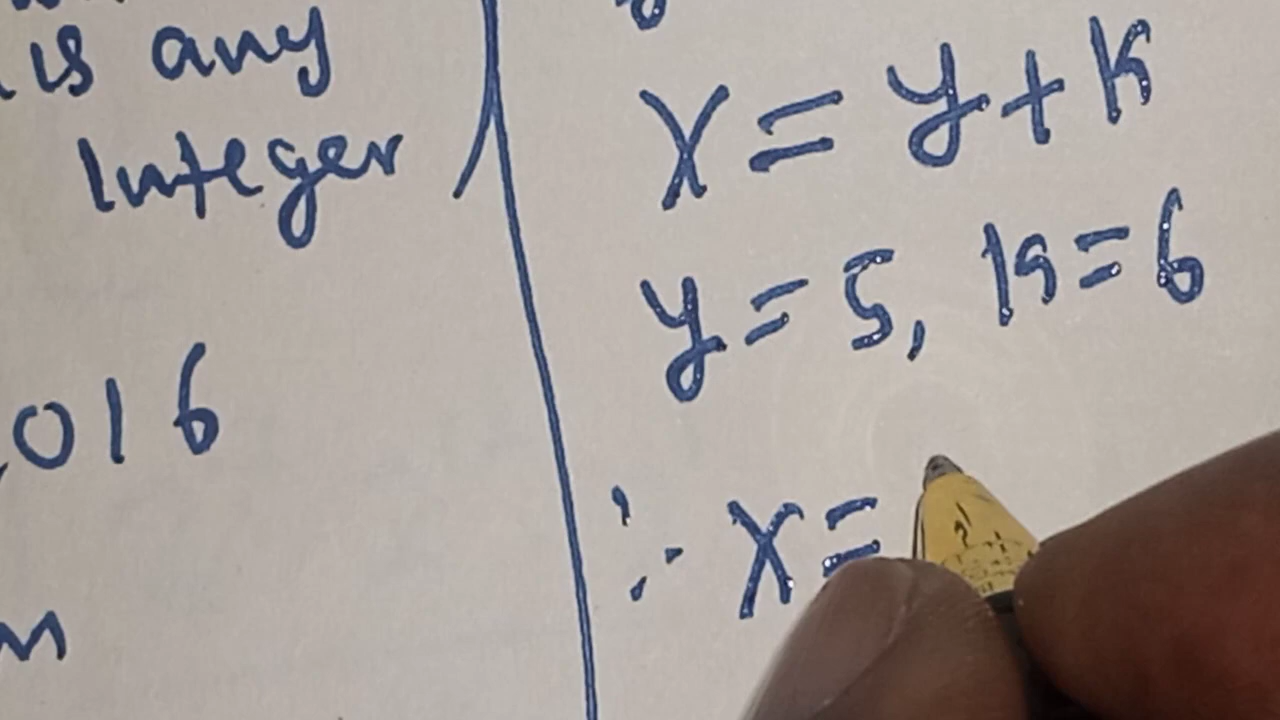 is any
Integer
016
x = y + k
y = 5, k = 6
∴ x =